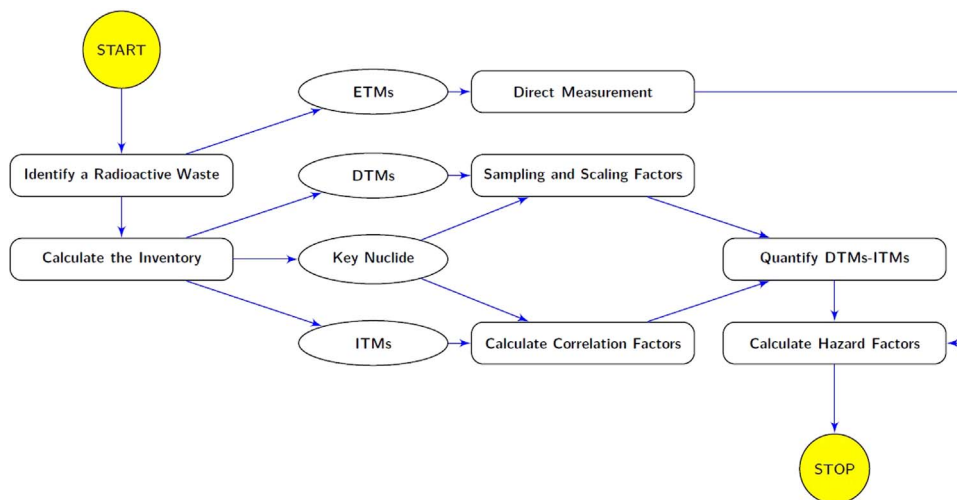 START
ETMs
Direct Measurement
Identify a Radioactive Waste
DTMs
Sampling and Scaling Factors
Calculate the Inventory
Key Nuclide
Quantify DTMs-ITMs
ITMs
Calculate Correlation Factors
Calculate Hazard Factors
STOP